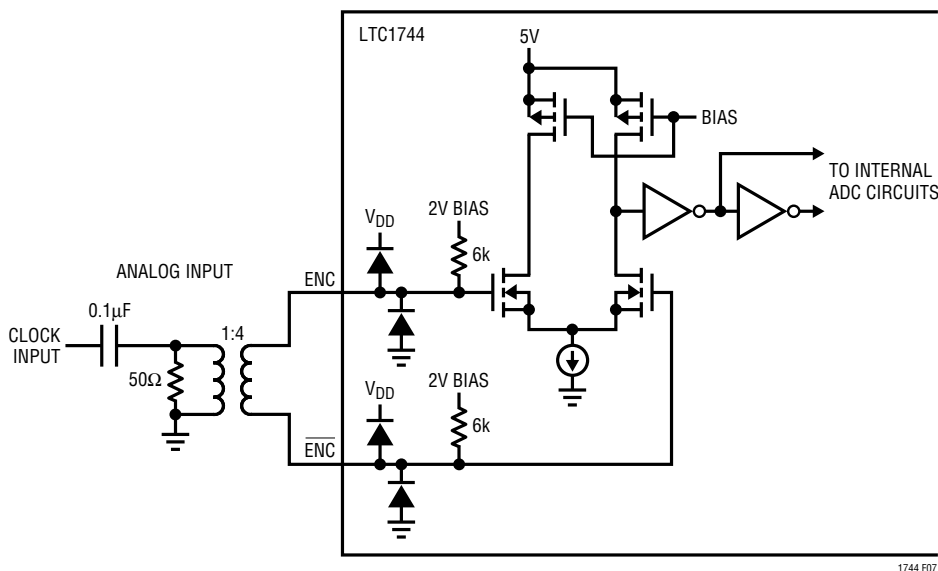 LTC1744
5V
BIAS
TO INTERNAL
ADC CIRCUITS
VDD
2V BIAS
6k
ANALOG INPUT
ENC
0.1µF
1:4
CLOCK
INPUT
50Ω
VDD
2V BIAS
6k
E̅N̅C̅
1744 F07